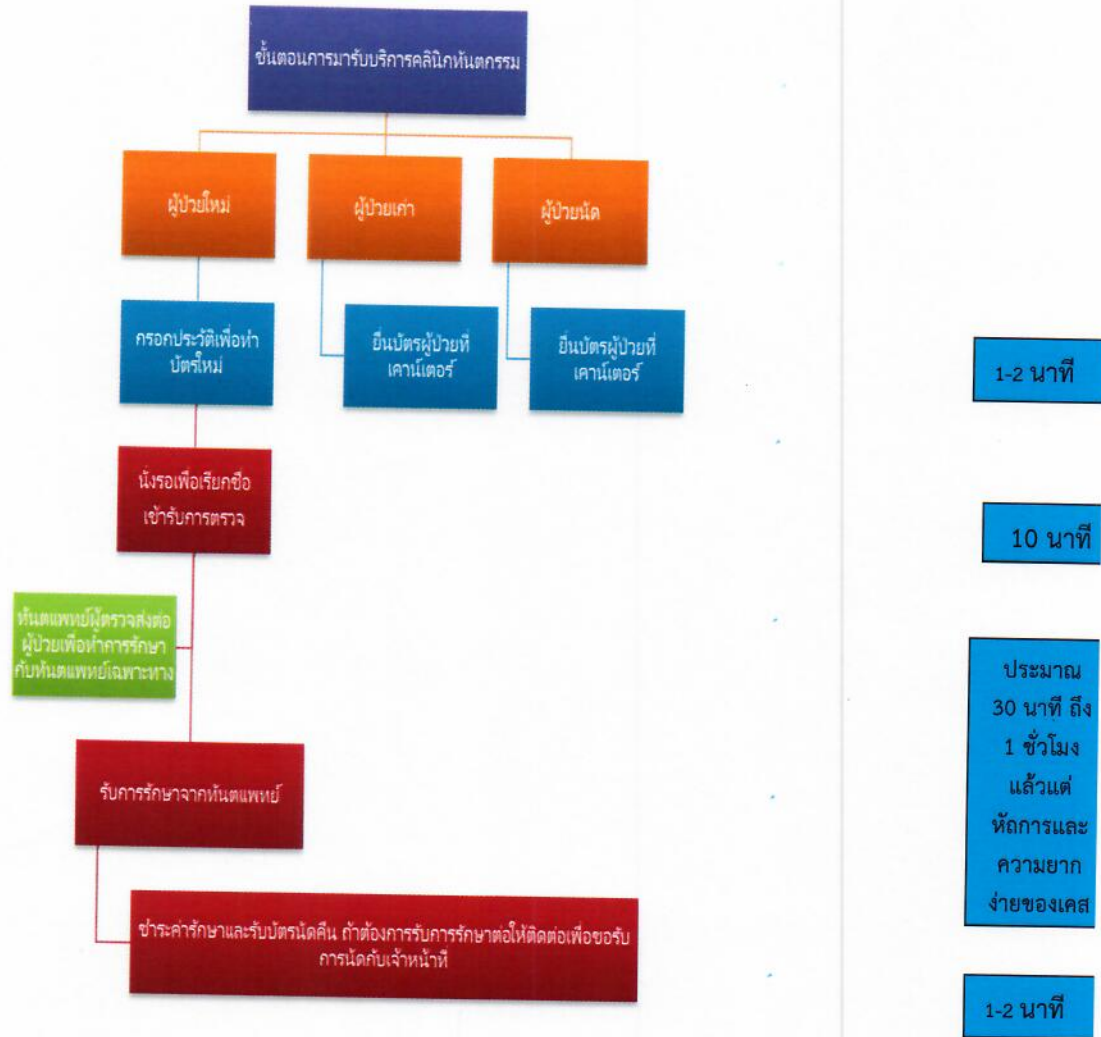 ขั้นตอนการมารับบริการคลินิกทันตกรรม
ผู้ป่วยใหม่
ผู้ป่วยเก่า
ผู้ป่วยนัด
กรอกประวัติเพื่อทำ
บัตรใหม่
ยื่นบัตรผู้ป่วยที่
เคาน์เตอร์
ยื่นบัตรผู้ป่วยที่
เคาน์เตอร์
1-2 นาที
นั่งรอเพื่อเรียกชื่อ
เข้ารับการตรวจ
10 นาที
ทันตแพทย์ผู้ตรวจส่งต่อ
ผู้ป่วยเพื่อทำการรักษา
กับทันตแพทย์เฉพาะทาง
รับการรักษาจากทันตแพทย์
ประมาณ
30 นาที ถึง
1 ชั่วโมง
แล้วแต่
หัถการและ
ความยาก
ง่ายของเคส
ชำระค่ารักษาและรับบัตรนัดคืน ถ้าต้องการรับการรักษาต่อให้ติดต่อเพื่อขอรับ
การนัดกับเจ้าหน้าที่
1-2 นาที